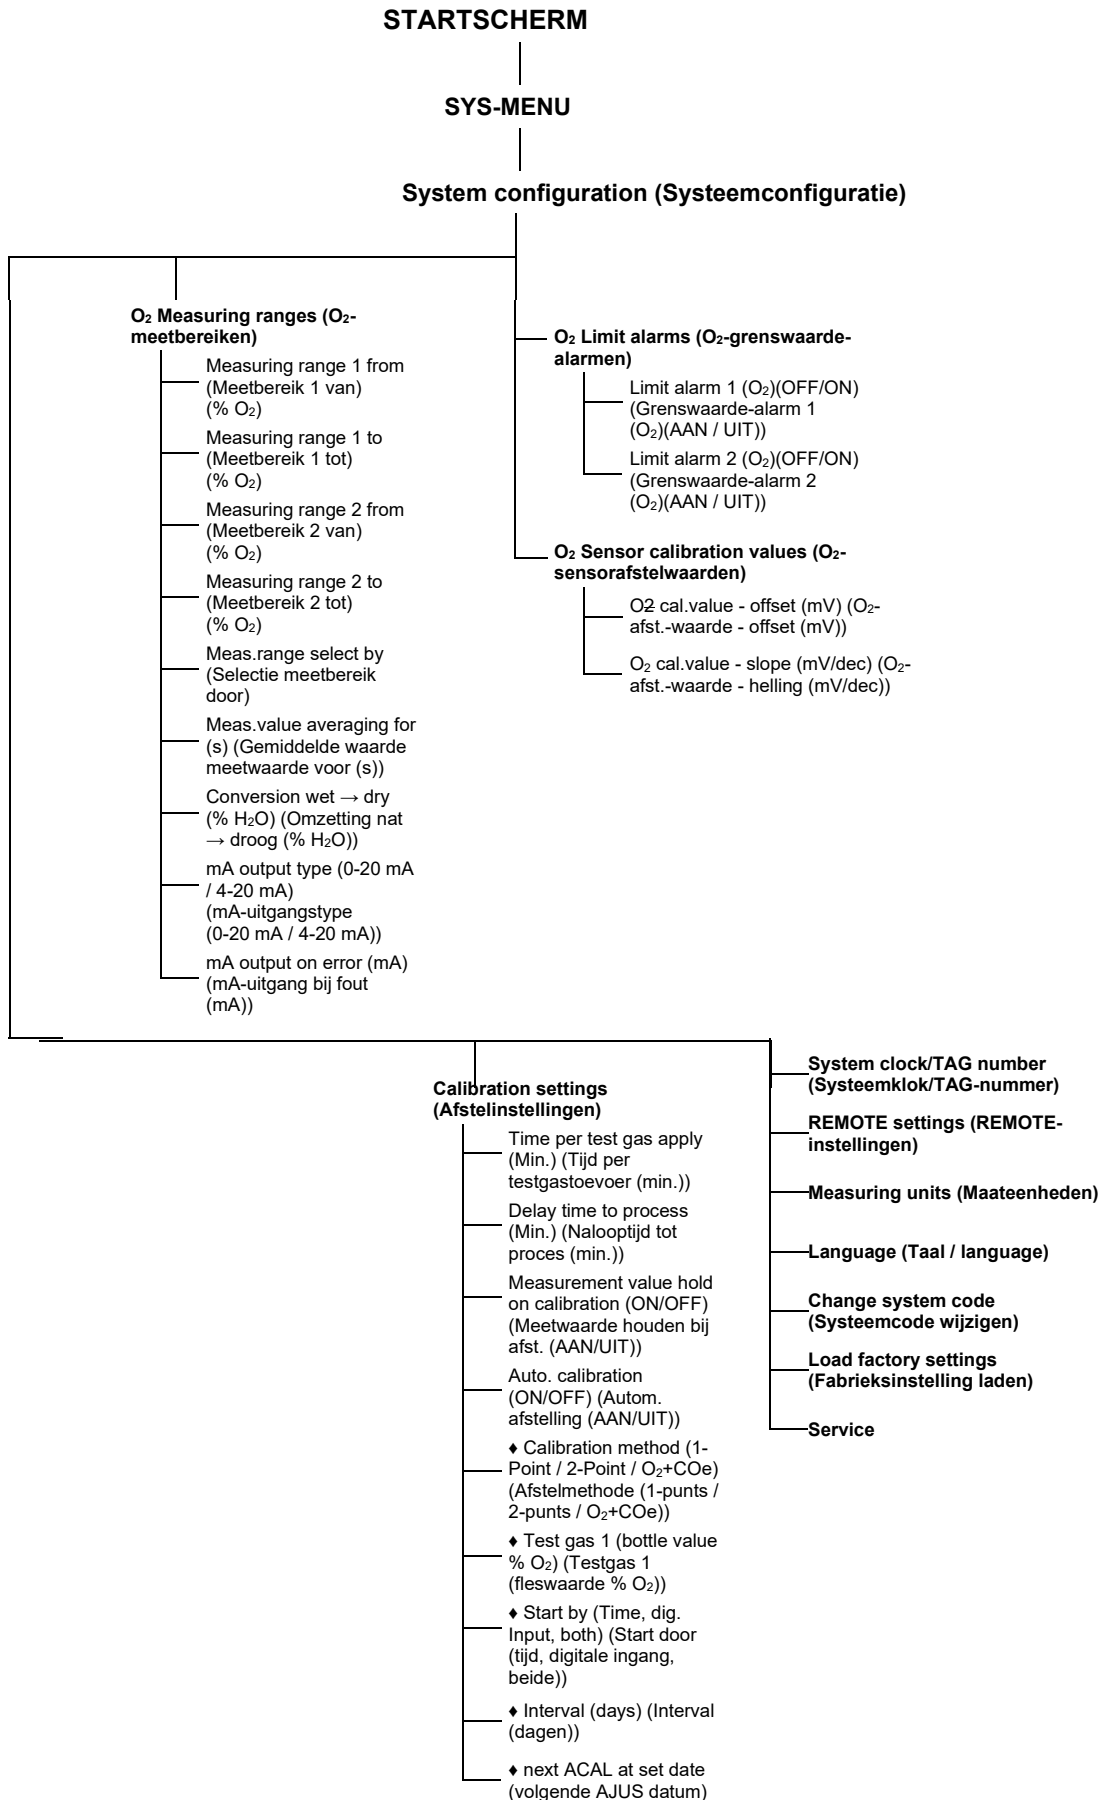 STARTSCHERM
SYS-MENU
System configuration (Systeemconfiguratie)
O₂ Measuring ranges (O₂-
meetbereiken)
Measuring range 1 from
(Meetbereik 1 van)
(% O₂)
Measuring range 1 to
(Meetbereik 1 tot)
(% O₂)
Measuring range 2 from
(Meetbereik 2 van)
(% O₂)
Measuring range 2 to
(Meetbereik 2 tot)
(% O₂)
Meas.range select by
(Selectie meetbereik
door)
Meas.value averaging for
(s) (Gemiddelde waarde
meetwaarde voor (s))
Conversion wet → dry
(% H₂O) (Omzetting nat
→ droog (% H₂O))
mA output type (0-20 mA
/ 4-20 mA)
(mA-uitgangstype
(0-20 mA / 4-20 mA))
mA output on error (mA)
(mA-uitgang bij fout
(mA))
O₂ Limit alarms (O₂-grenswaarde-
alarmen)
Limit alarm 1 (O₂)(OFF/ON)
(Grenswaarde-alarm 1
(O₂)(AAN / UIT))
Limit alarm 2 (O₂)(OFF/ON)
(Grenswaarde-alarm 2
(O₂)(AAN / UIT))
O₂ Sensor calibration values (O₂-
sensorafstelwaarden)
O2 cal.value - offset (mV) (O₂-
afst.-waarde - offset (mV))
O₂ cal.value - slope (mV/dec) (O₂-
afst.-waarde - helling (mV/dec))
Calibration settings
(Afstelinstellingen)
Time per test gas apply
(Min.) (Tijd per
testgastoevoer (min.))
Delay time to process
(Min.) (Nalooptijd tot
proces (min.))
Measurement value hold
on calibration (ON/OFF)
(Meetwaarde houden bij
afst. (AAN/UIT))
Auto. calibration
(ON/OFF) (Autom.
afstelling (AAN/UIT))
♦ Calibration method (1-
Point / 2-Point / O₂+COe)
(Afstelmethode (1-punts /
2-punts / O₂+COe))
♦ Test gas 1 (bottle value
% O₂) (Testgas 1
(fleswaarde % O₂))
♦ Start by (Time, dig.
Input, both) (Start door
(tijd, digitale ingang,
beide))
♦ Interval (days) (Interval
(dagen))
♦ next ACAL at set date
(volgende AJUS datum)
System clock/TAG number
(Systeemklok/TAG-nummer)
REMOTE settings (REMOTE-
instellingen)
Measuring units (Maateenheden)
Language (Taal / language)
Change system code
(Systeemcode wijzigen)
Load factory settings
(Fabrieksinstelling laden)
Service